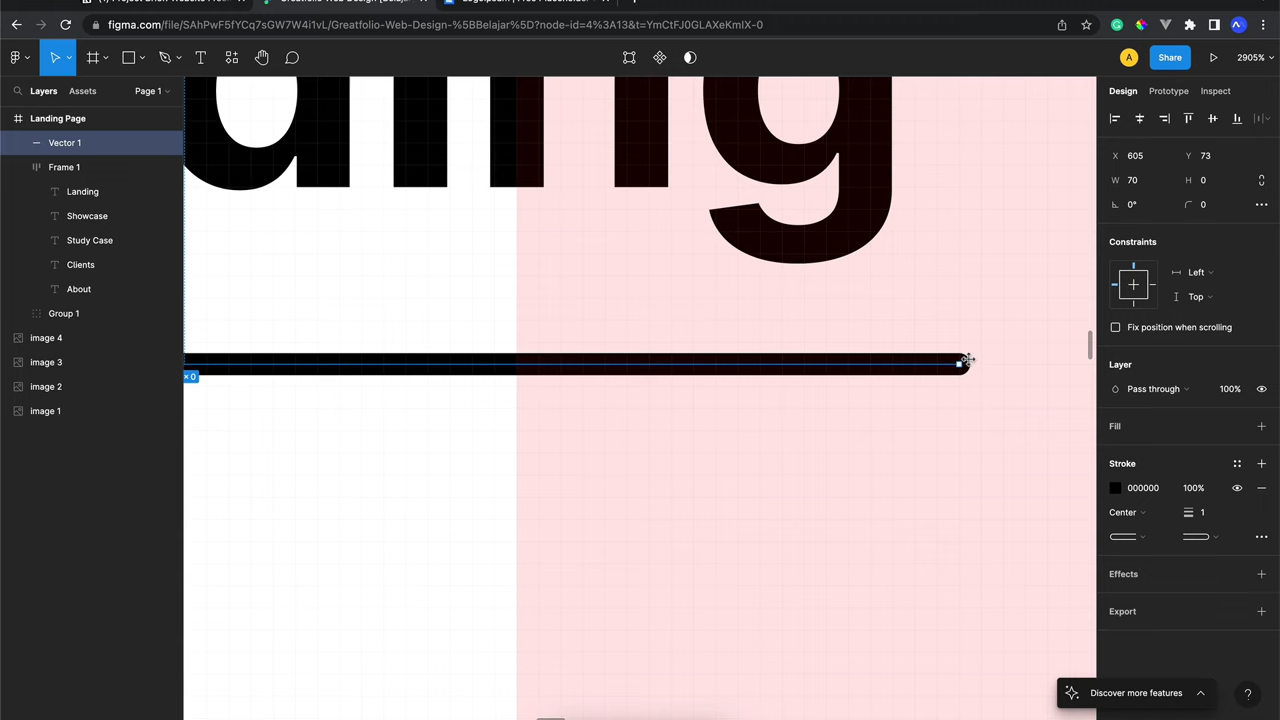 figma.com/file/SAhPwF5fYCq7sGW7W4i1vL/Greatfolio-Web-Design-%5BBelajar%5D?node-id=4%3A13&t=YmCtFJ0GLAXeKmIX-0
Share
2905%
Layers
Assets
Page 1
Landing Page
Vector 1
Frame 1
Landing
Showcase
Study Case
Clients
About
Group 1
image 4
image 3
image 2
image 1
ding
× 0
Design
Prototype
Inspect
X 605
Y 73
W 70
H 0
0°
0
Constraints
Left
Top
Fix position when scrolling
Layer
Pass through
100%
Fill
Stroke
000000
100%
Center
1
Effects
Export
Discover more features
?
A